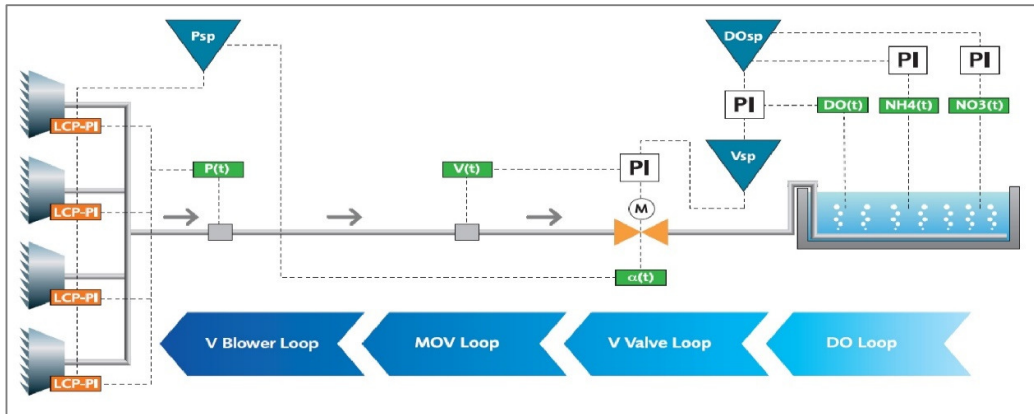 Psp
DOsp
PI
PI
LCP-PI
PI
DO(t)
NH4(t)
NO3(t)
P(t)
V(t)
PI
Vsp
LCP-PI
M
LCP-PI
α(t)
V Blower Loop
MOV Loop
V Valve Loop
DO Loop
LCP-PI